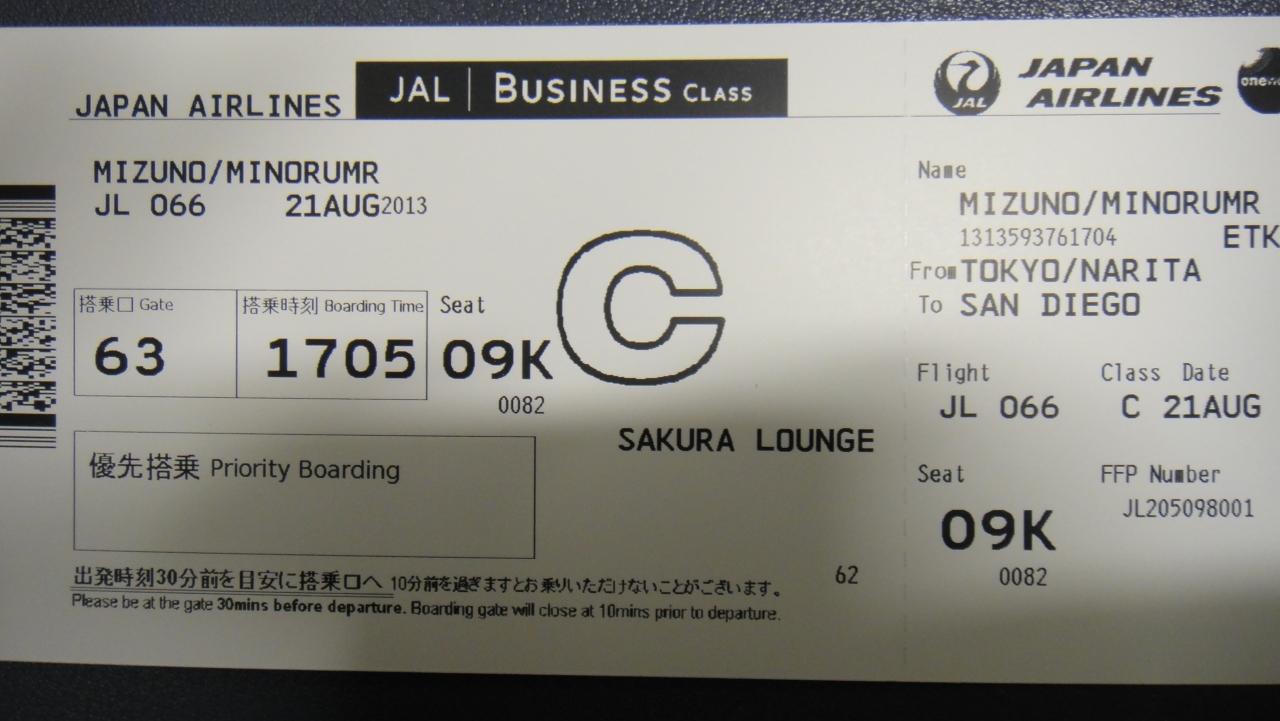 JAPAN AIRLINES
JAL | BUSINESS CLASS
MIZUNO/MINORUMR
JL 066 21AUG2013
搭乗口 Gate
63
搭乗時刻 Boarding Time
1705
Seat
09K
0082
C
SAKURA LOUNGE
優先搭乗 Priority Boarding
出発時刻30分前を目安に搭乗口へ 10分前を過ぎますとお乗りいただけないことがございます。
Please be at the gate 30mins before departure. Boarding gate will close at 10mins prior to departure.
62
JAL
JAPAN
AIRLINES
Name
MIZUNO/MINORUMR
1313593761704 ETK
From TOKYO/NARITA
To SAN DIEGO
Flight Class Date
JL 066 C 21AUG
Seat FFP Number
JL205098001
09K
0082